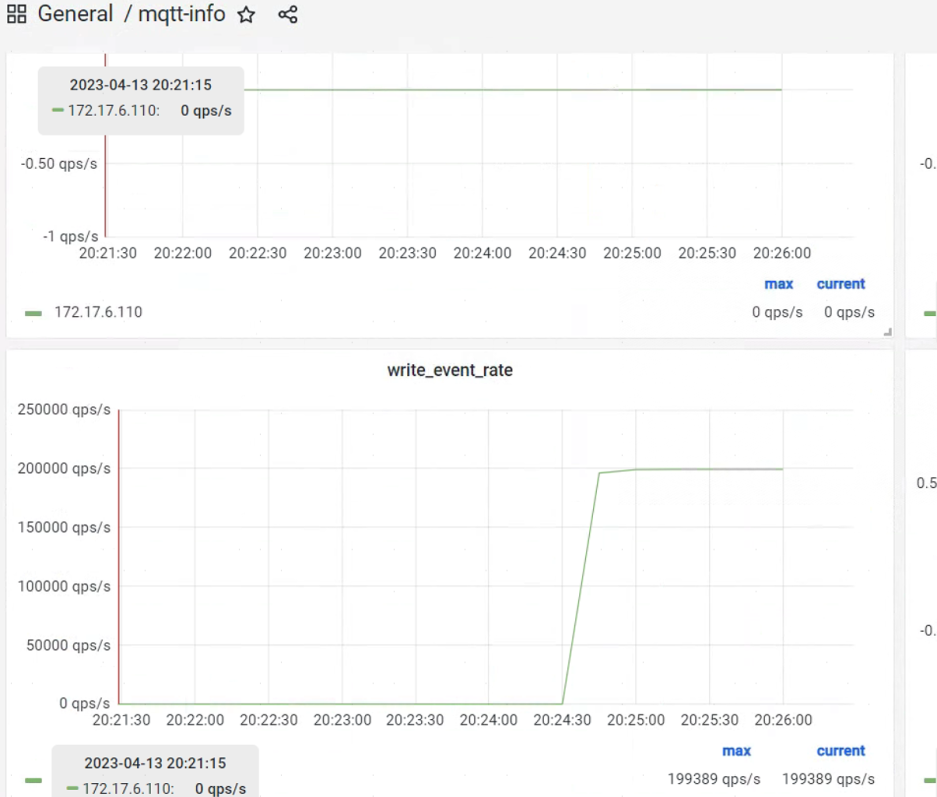 General / mqtt-info
2023-04-13 20:21:15
172.17.6.110: 0 qps/s
-0.50 qps/s
-1 qps/s
20:21:30 20:22:00 20:22:30 20:23:00 20:23:30 20:24:00 20:24:30 20:25:00 20:25:30 20:26:00
max current
172.17.6.110 0 qps/s 0 qps/s
-0.
write_event_rate
250000 qps/s
200000 qps/s
150000 qps/s
100000 qps/s
50000 qps/s
0 qps/s
20:21:30 20:22:00 20:22:30 20:23:00 20:23:30 20:24:00 20:24:30 20:25:00 20:25:30 20:26:00
max current
199389 qps/s 199389 qps/s
2023-04-13 20:21:15
172.17.6.110: 0 qps/s
0.5
-0.